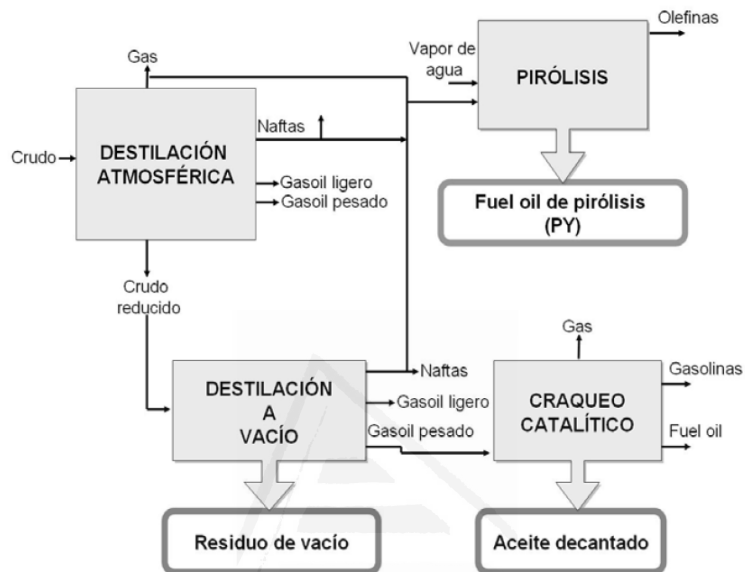 Gas
Olefinas
Vapor de
agua
PIRÓLISIS
Naftas
Crudo
DESTILACIÓN
ATMOSFÉRICA
Gasoil ligero
Gasoil pesado
Fuel oil de pirólisis
(PY)
Crudo
reducido
Gas
DESTILACIÓN
A
VACÍO
Naftas
Gasoil ligero
Gasoil pesado
CRAQUEO
CATALÍTICO
Gasolinas
Fuel oil
Residuo de vacío
Aceite decantado